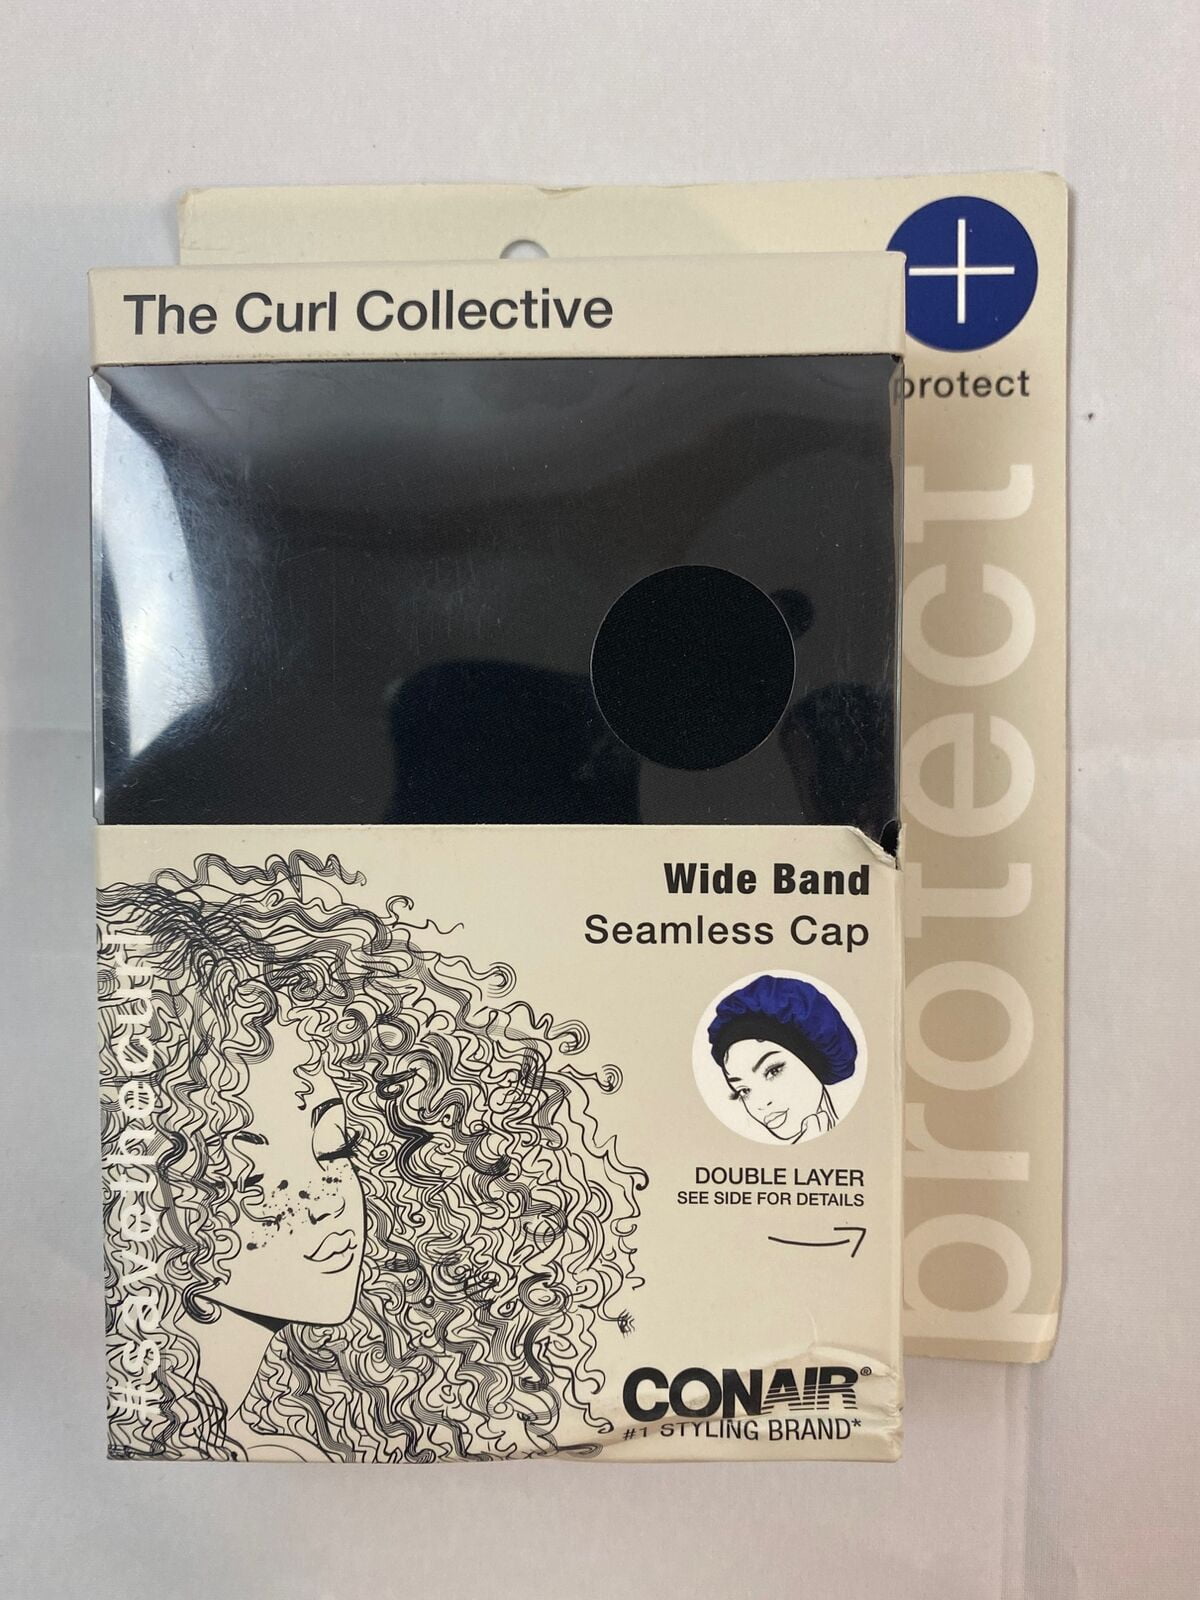 The Curl Collective
protect
protect
Wide Band
Seamless Cap
DOUBLE LAYER
SEE SIDE FOR DETAILS
#savethecurl
CONAIR®
#1 STYLING BRAND*